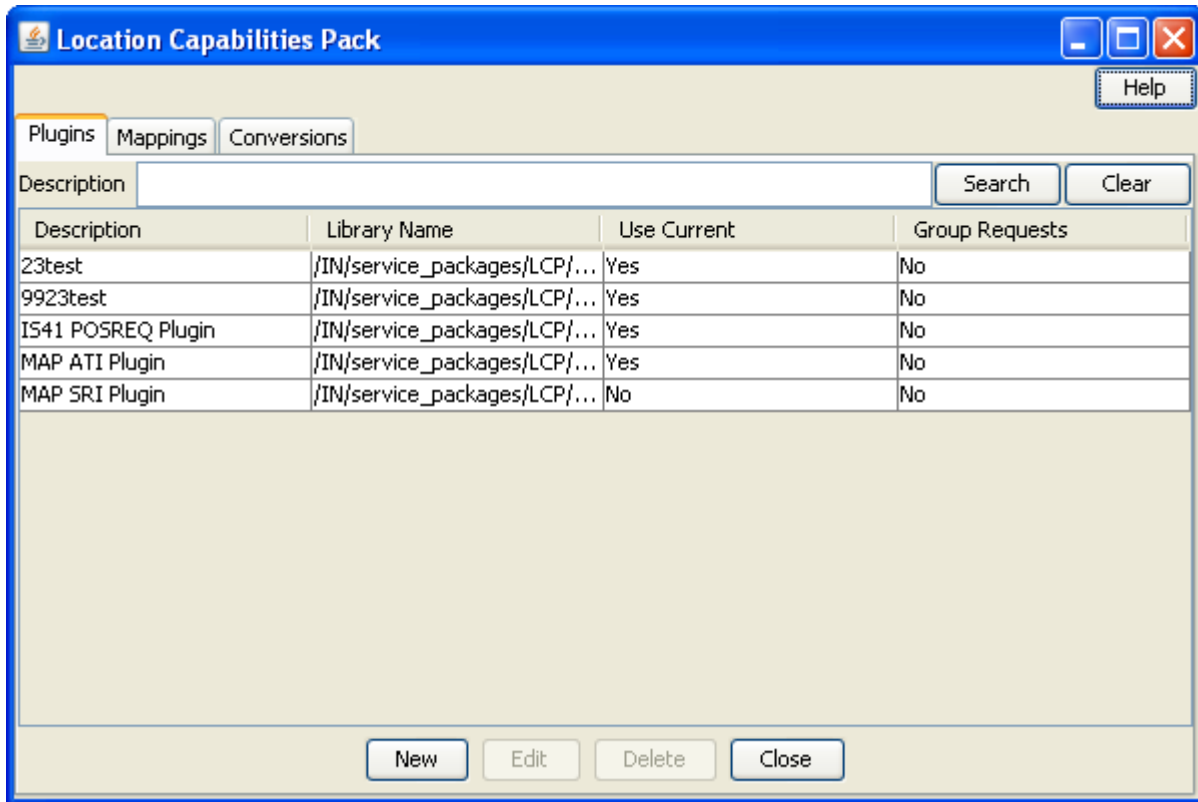 Location Capabilities Pack
Help
Plugins Mappings Conversions
Description Search Clear
Description Library Name Use Current Group Requests
23test /IN/service_packages/LCP/... Yes No
9923test /IN/service_packages/LCP/... Yes No
IS41 POSREQ Plugin /IN/service_packages/LCP/... Yes No
MAP ATI Plugin /IN/service_packages/LCP/... Yes No
MAP SRI Plugin /IN/service_packages/LCP/... No No
New Edit Delete Close